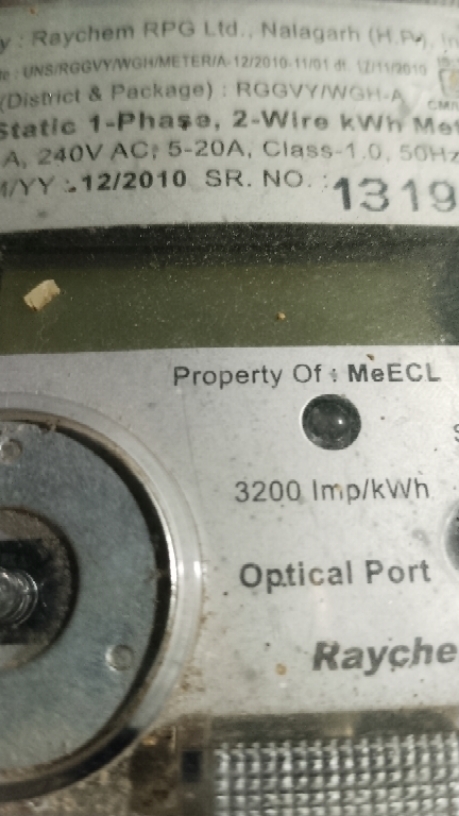 y : Raychem RPG Ltd., Nalagarh (H.P.), In
UNS/RGGVY/WGH/METER/A-12/2010-11/01 dt. 12/11/2010
(District & Package) : RGGVY/WGH-A
Static 1-Phase, 2-Wire kWh Met
A, 240V AC, 5-20A, Class-1.0, 50Hz
M/YY : 12/2010 SR. NO. : 1319
Property Of : MeECL
3200 Imp/kWh
Optical Port
Rayche